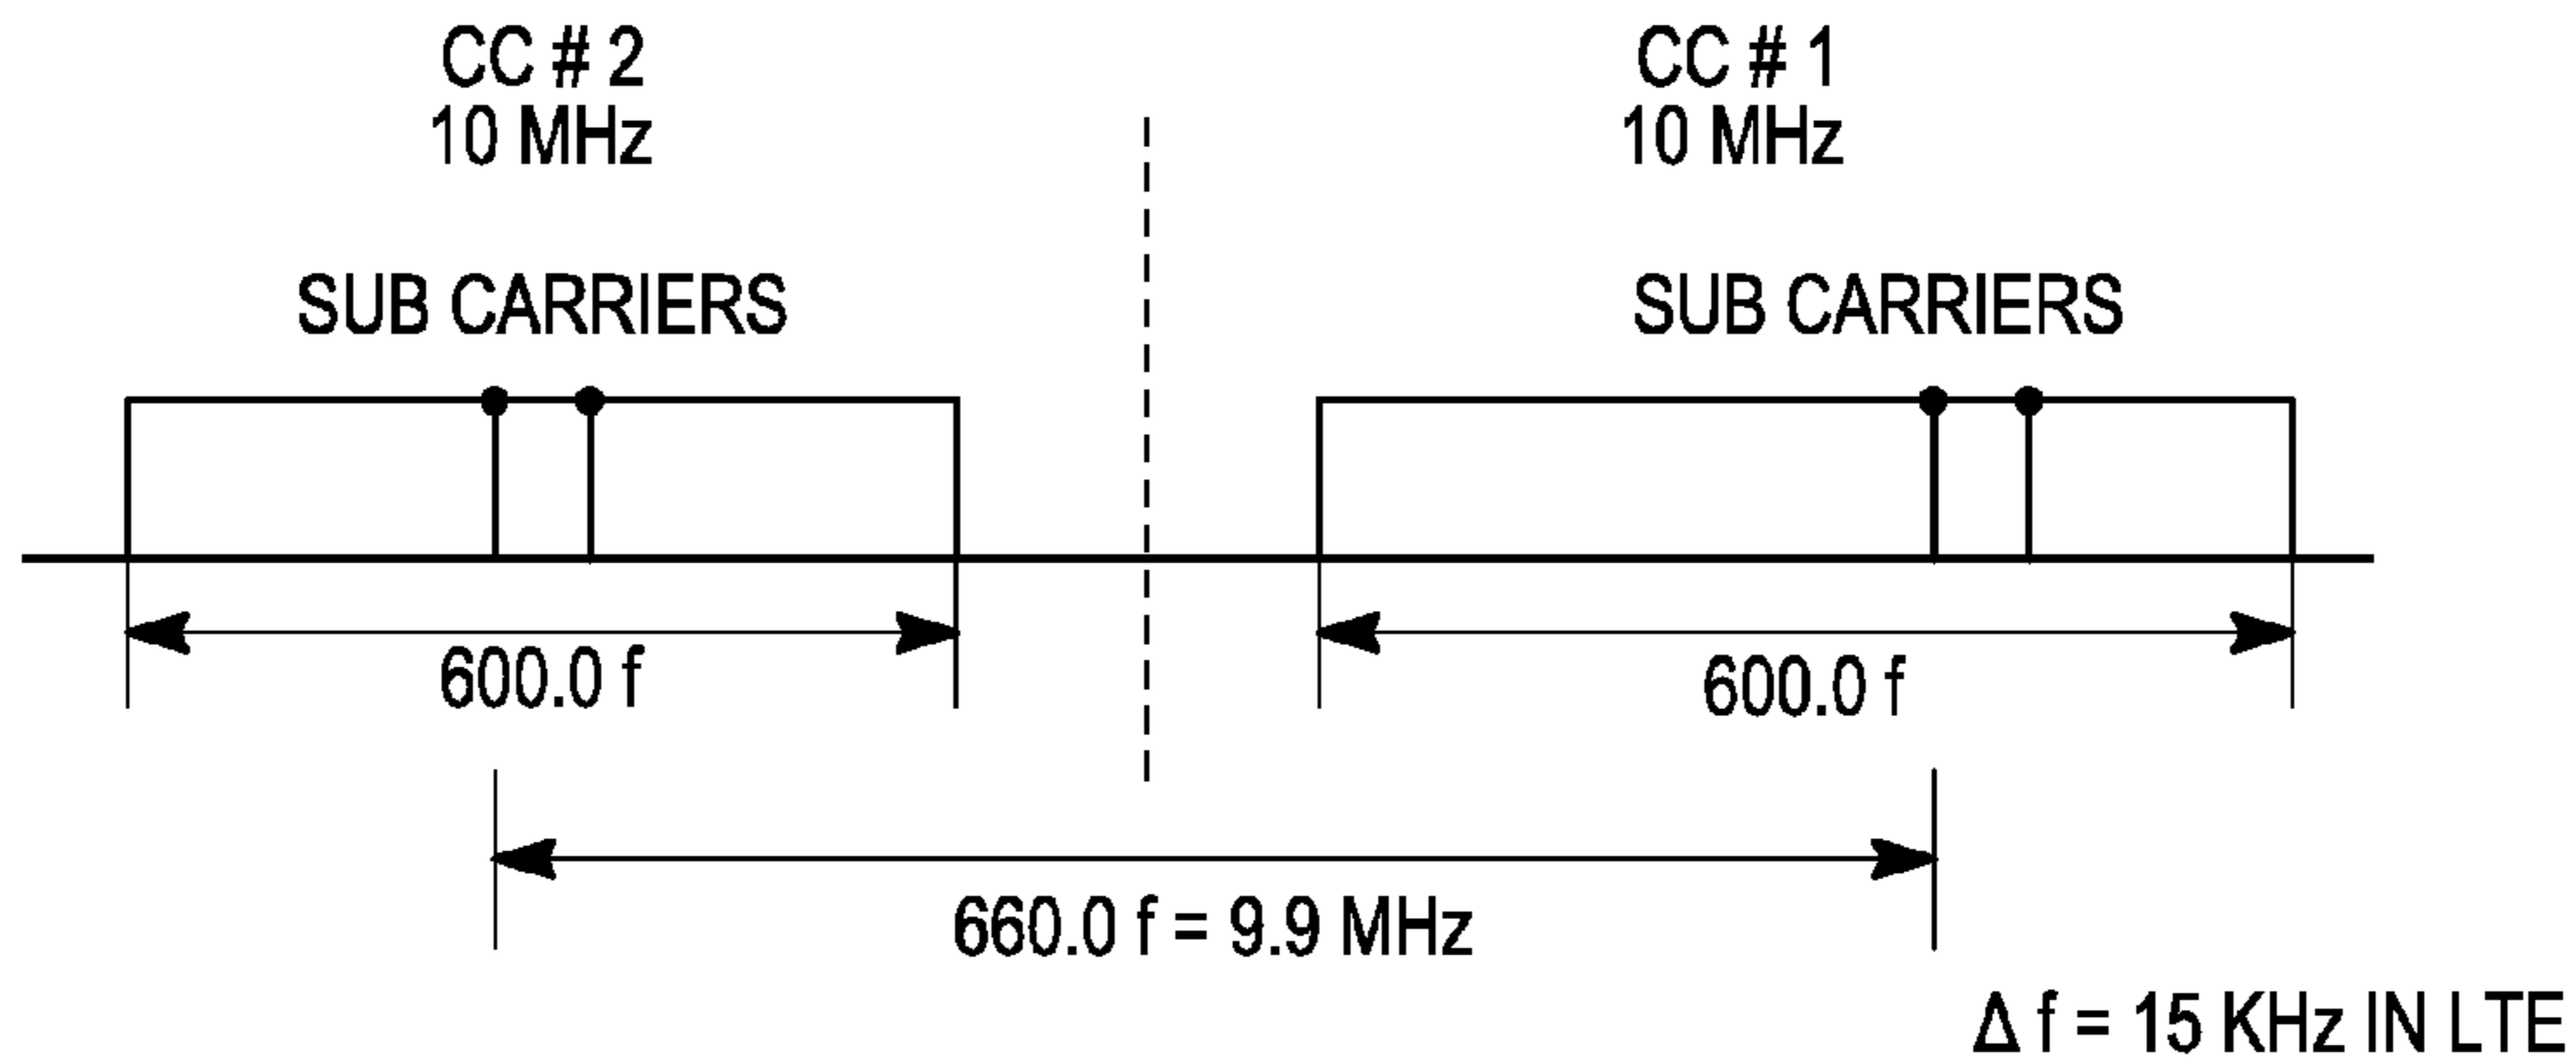 CC # 2
10 MHz
CC # 1
10 MHz
SUB CARRIERS
SUB CARRIERS
600.0 f
600.0 f
660.0 f = 9.9 MHz
Δ f = 15 KHz IN LTE